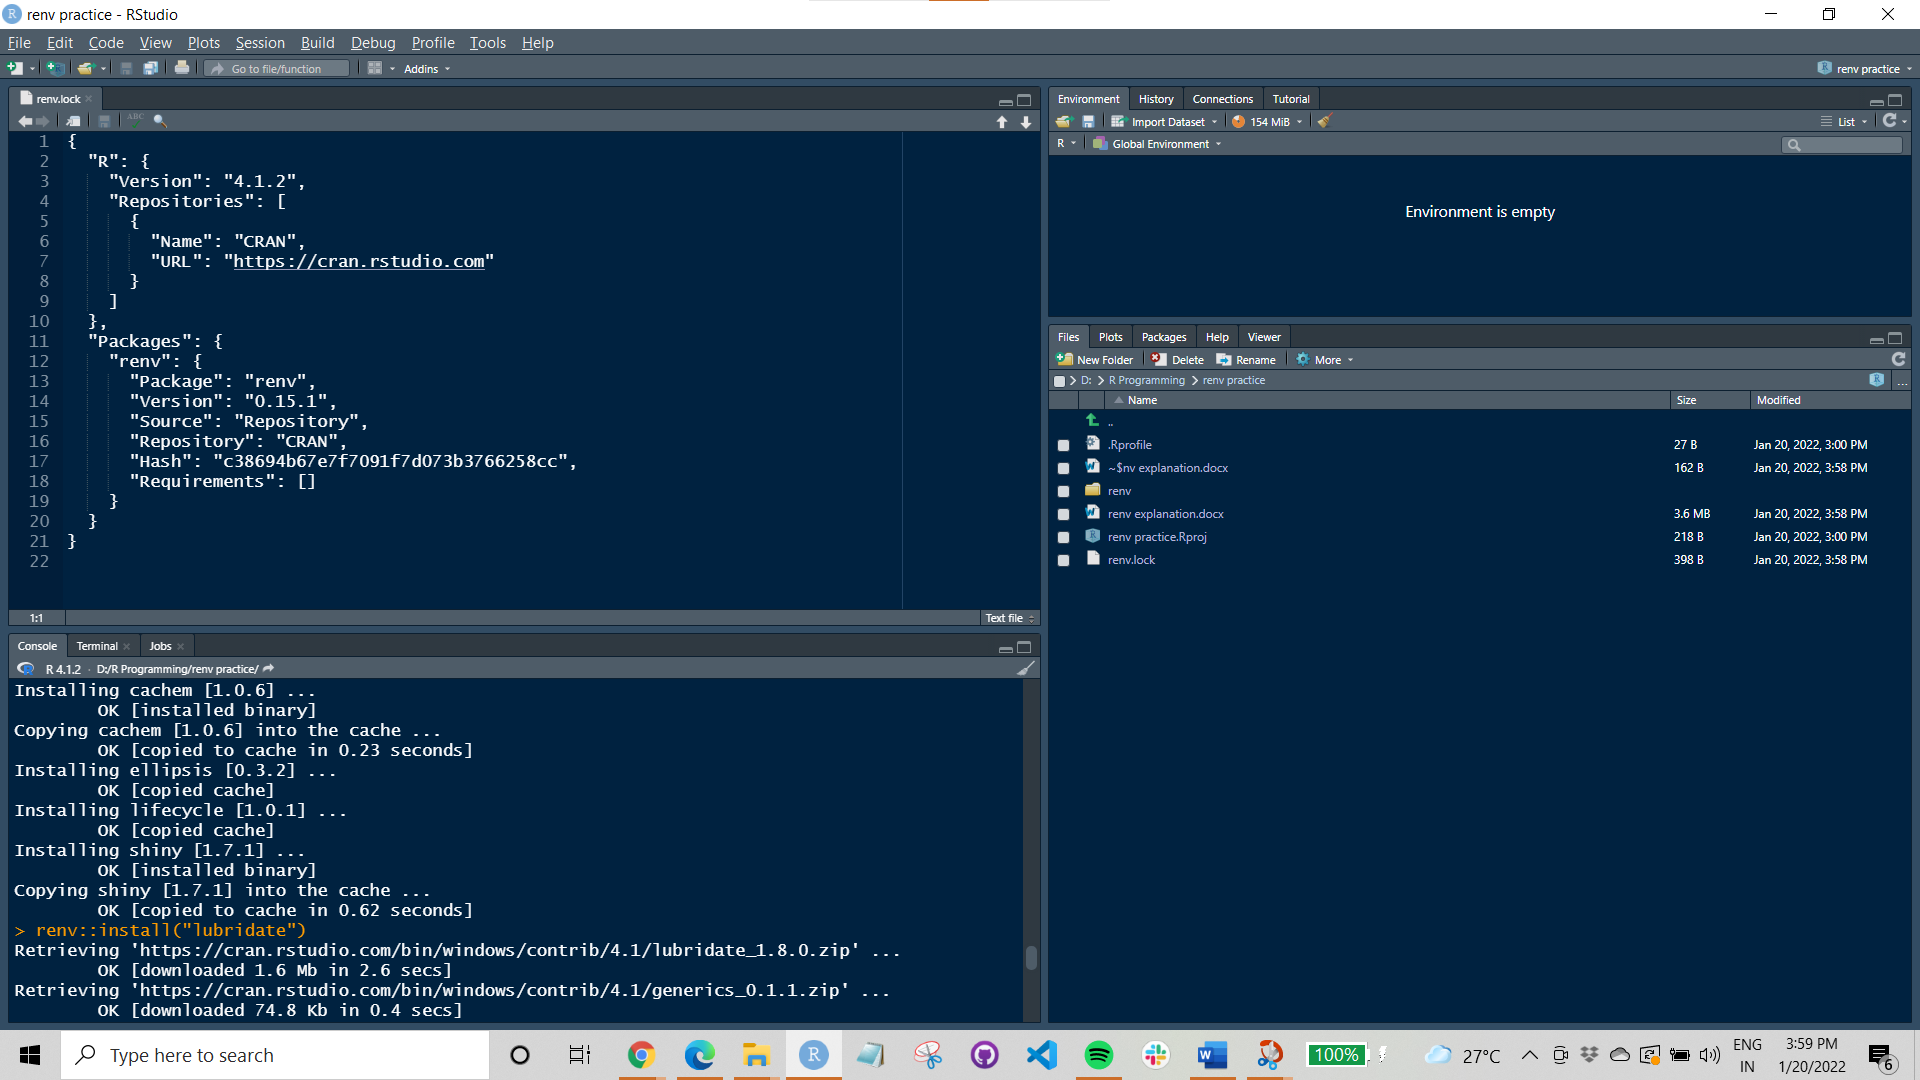 renv practice - RStudio
File Edit Code View Plots Session Build Debug Profile Tools Help
Go to file/function Addins renv practice
renv.lock
ABC
1 {
2 "R": {
3 "Version": "4.1.2",
4 "Repositories": [
5 {
6 "Name": "CRAN",
7 "URL": "https://cran.rstudio.com"
8 }
9 ]
10 },
11 "Packages": {
12 "renv": {
13 "Package": "renv",
14 "Version": "0.15.1",
15 "Source": "Repository",
16 "Repository": "CRAN",
17 "Hash": "c38694b67e7f7091f7d073b3766258cc",
18 "Requirements": []
19 }
20 }
21 }
22
1:1 Text file
Console Terminal Jobs
R 4.1.2 · D:/R Programming/renv practice/
Installing cachem [1.0.6] ...
OK [installed binary]
Copying cachem [1.0.6] into the cache ...
OK [copied to cache in 0.23 seconds]
Installing ellipsis [0.3.2] ...
OK [copied cache]
Installing lifecycle [1.0.1] ...
OK [copied cache]
Installing shiny [1.7.1] ...
OK [installed binary]
Copying shiny [1.7.1] into the cache ...
OK [copied to cache in 0.62 seconds]
> renv::install("lubridate")
Retrieving 'https://cran.rstudio.com/bin/windows/contrib/4.1/lubridate_1.8.0.zip' ...
OK [downloaded 1.6 Mb in 2.6 secs]
Retrieving 'https://cran.rstudio.com/bin/windows/contrib/4.1/generics_0.1.1.zip' ...
OK [downloaded 74.8 Kb in 0.4 secs]
Environment History Connections Tutorial
Import Dataset 154 MiB List
R Global Environment
Environment is empty
Files Plots Packages Help Viewer
New Folder Delete Rename More
D: R Programming renv practice ...
Name Size Modified
..
.Rprofile 27 B Jan 20, 2022, 3:00 PM
~$nv explanation.docx 162 B Jan 20, 2022, 3:58 PM
renv
renv explanation.docx 3.6 MB Jan 20, 2022, 3:58 PM
renv practice.Rproj 218 B Jan 20, 2022, 3:00 PM
renv.lock 398 B Jan 20, 2022, 3:58 PM
Type here to search 100% 27°C ENG IN 3:59 PM 1/20/2022 6